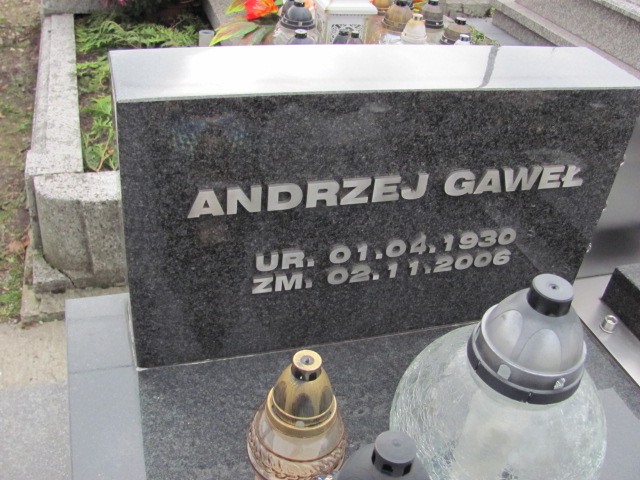 ANDRZEJ GAWEŁ
UR. 01.04.1930
ZM. 02.11.2006